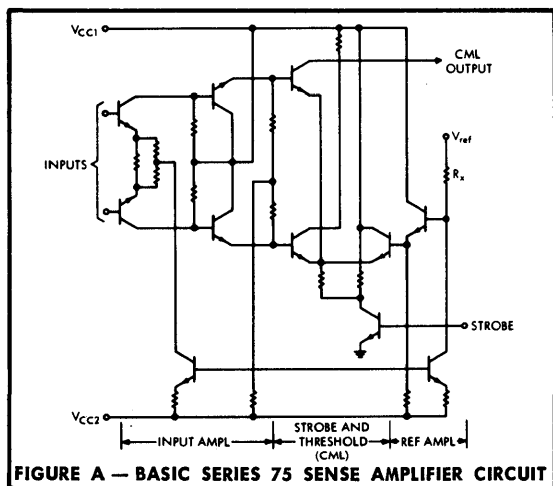 VCC1
CML
OUTPUT
Vref
INPUTS
Rx
STROBE
VCC2
INPUT AMPL
STROBE AND
THRESHOLD
(CML)
REF AMPL
FIGURE A — BASIC SERIES 75 SENSE AMPLIFIER CIRCUIT